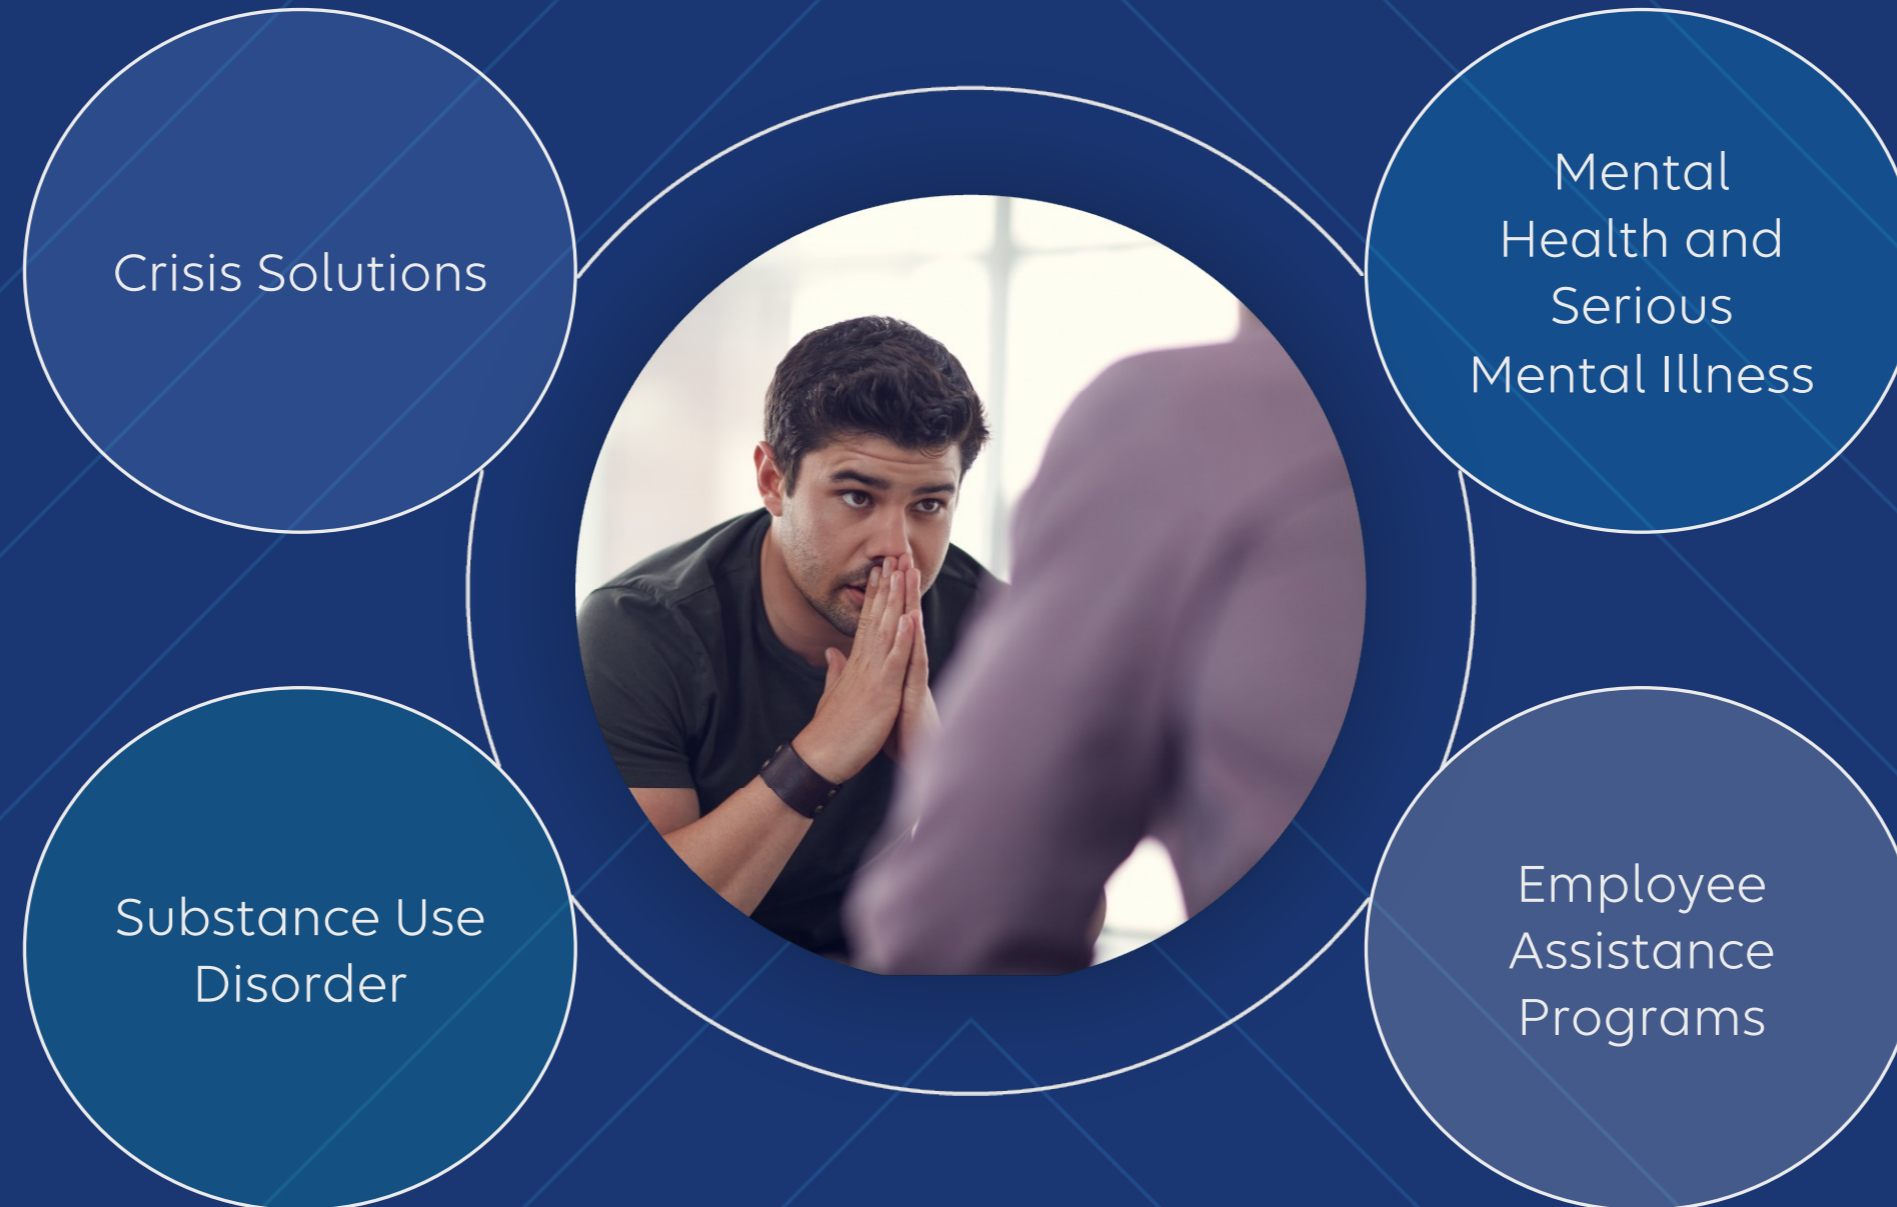 Crisis Solutions
Mental
Health and
Serious
Mental Illness
Substance Use
Disorder
Employee
Assistance
Programs